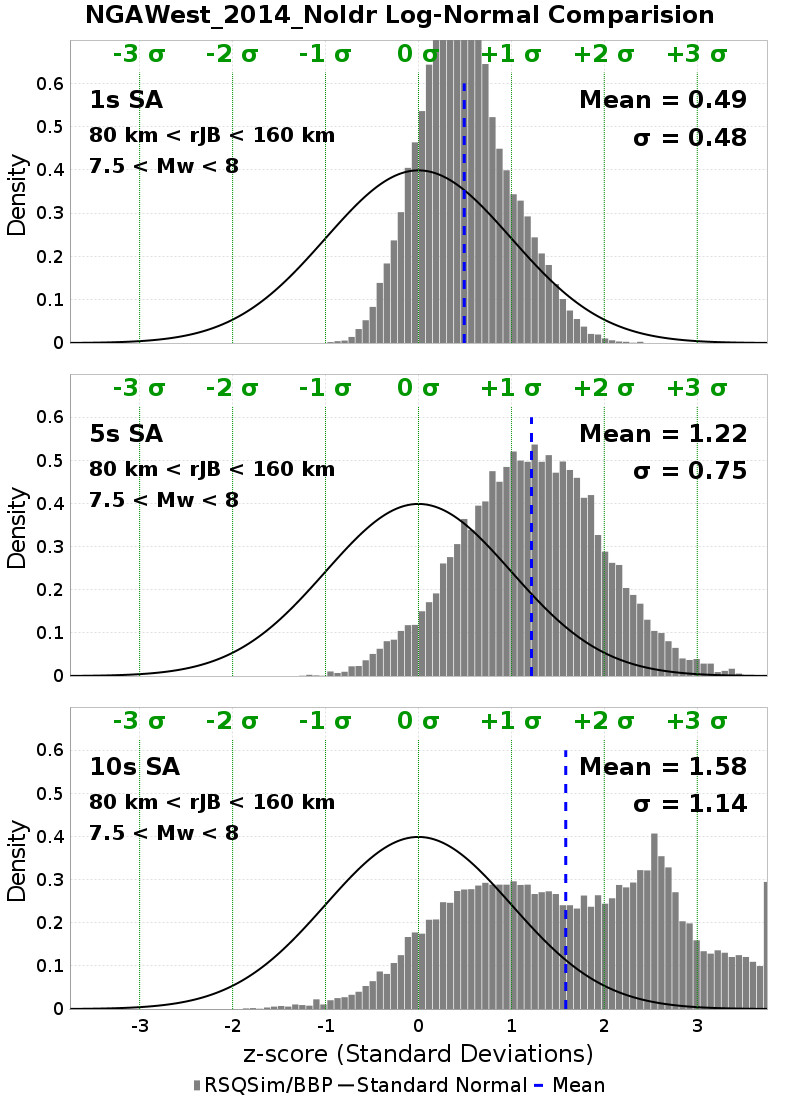 NGAWest_2014_NoIdr Log-Normal Comparision
-3 σ -2 σ -1 σ 0 σ +1 σ +2 σ +3 σ
0.6
1s SA Mean = 0.49
0.5
80 km < rJB < 160 km σ = 0.48
0.4
7.5 < Mw < 8
0.3
0.2
0.1
0
Density
-3 σ -2 σ -1 σ 0 σ +1 σ +2 σ +3 σ
0.6
5s SA Mean = 1.22
0.5
80 km < rJB < 160 km σ = 0.75
0.4
7.5 < Mw < 8
0.3
0.2
0.1
0
Density
-3 σ -2 σ -1 σ 0 σ +1 σ +2 σ +3 σ
0.6
10s SA Mean = 1.58
0.5
80 km < rJB < 160 km σ = 1.14
0.4
7.5 < Mw < 8
0.3
0.2
0.1
0
Density
-3 -2 -1 0 1 2 3
z-score (Standard Deviations)
RSQSim/BBP Standard Normal Mean